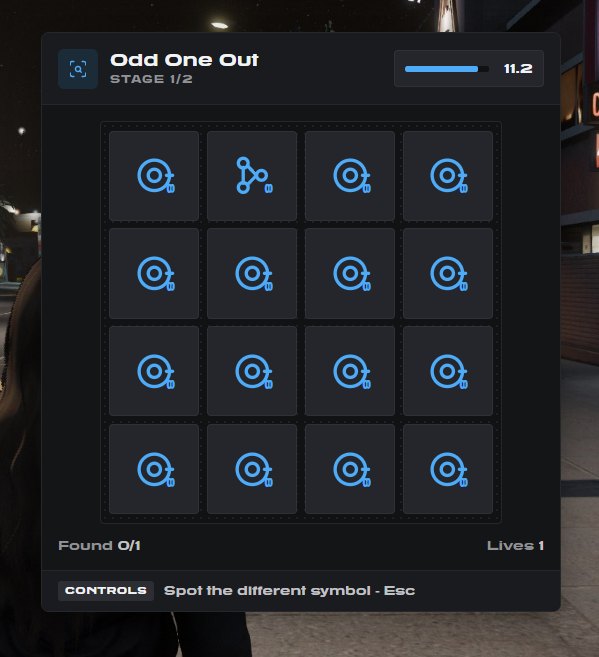 Odd One Out
STAGE 1/2
11.2
Found 0/1
Lives 1
CONTROLS Spot the different symbol - Esc